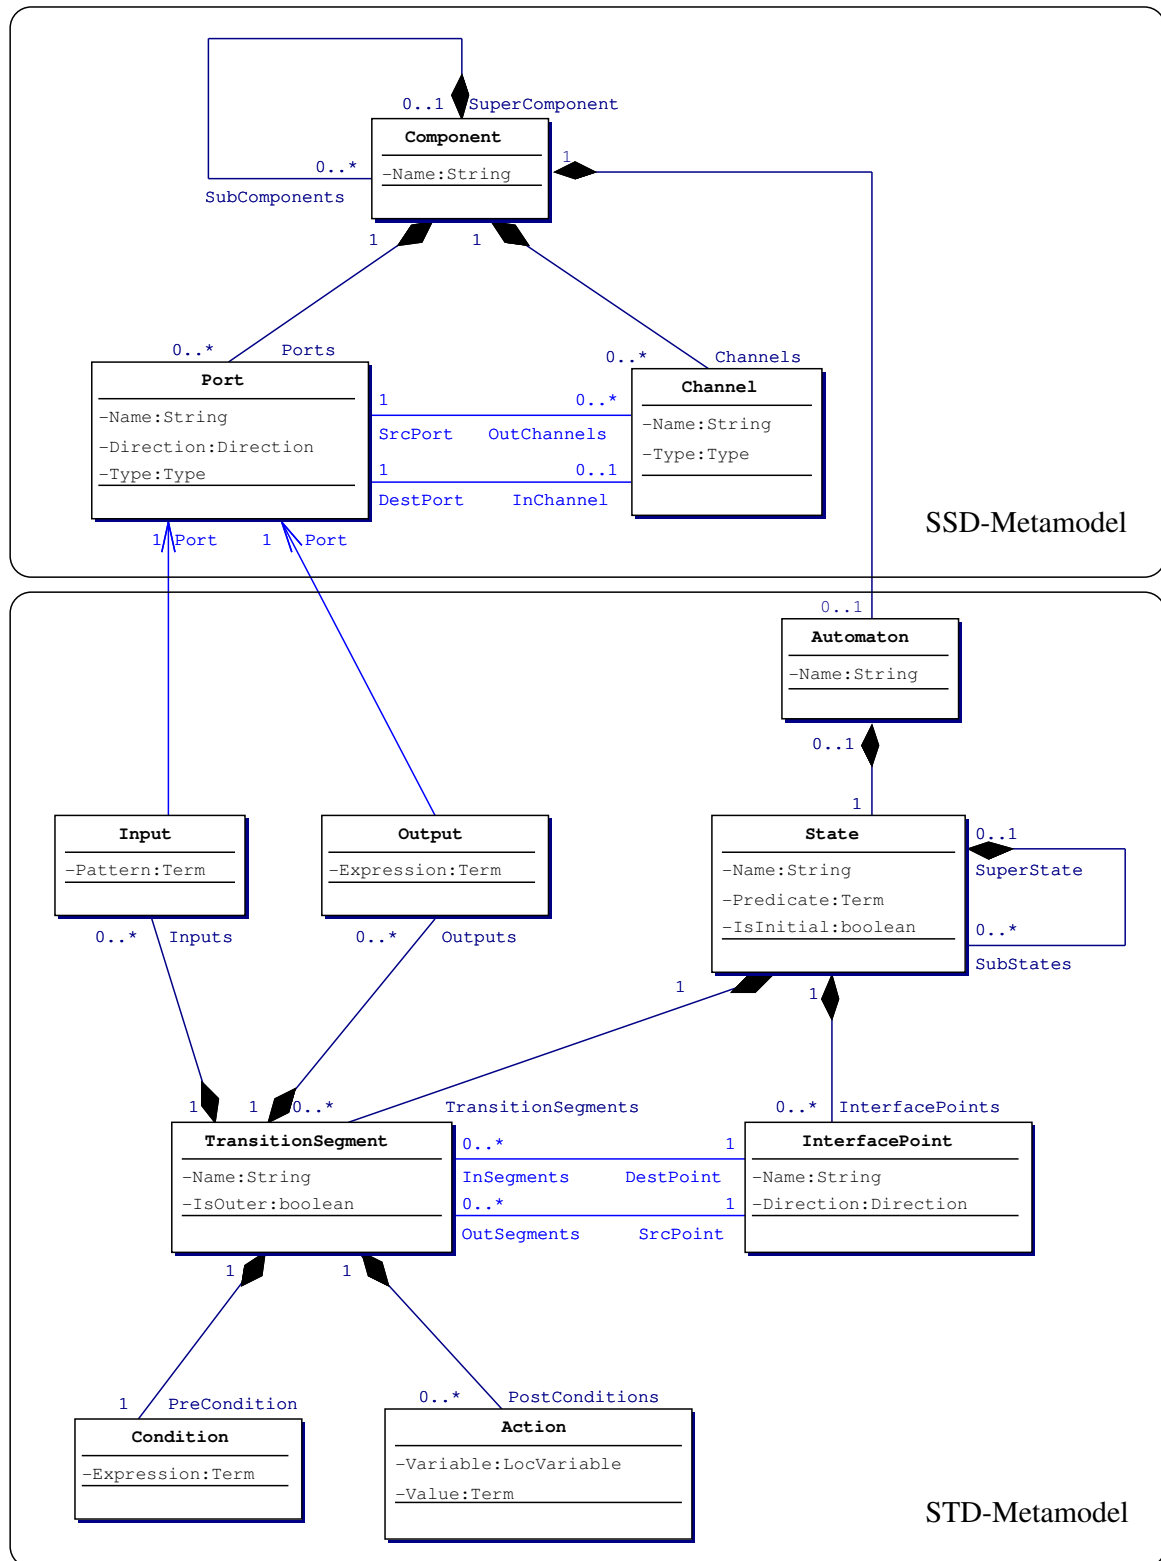 0..1 SuperComponent
Component
1
0..*
-Name:String
SubComponents
1 1
0..* Ports
0..* Channels
Port
Channel
-Name:String
-Direction:Direction
-Type:Type
-Name:String
-Type:Type
1 0..*
SrcPort OutChannels
1 0..1
DestPort InChannel
SSD-Metamodel
1 Port 1 Port
0..1
Automaton
-Name:String
0..1
1
Input
-Pattern:Term
Output
-Expression:Term
State
-Name:String
-Predicate:Term
-IsInitial:boolean
0..1
SuperState
0..*
SubStates
0..* Inputs
0..* Outputs
1
1
1 1 0..* TransitionSegments
0..* InterfacePoints
TransitionSegment
-Name:String
-IsOuter:boolean
0..* 1
InSegments DestPoint
0..* 1
OutSegments SrcPoint
InterfacePoint
-Name:String
-Direction:Direction
1 1
1 PreCondition
0..* PostConditions
Condition
-Expression:Term
Action
-Variable:LocVariable
-Value:Term
STD-Metamodel